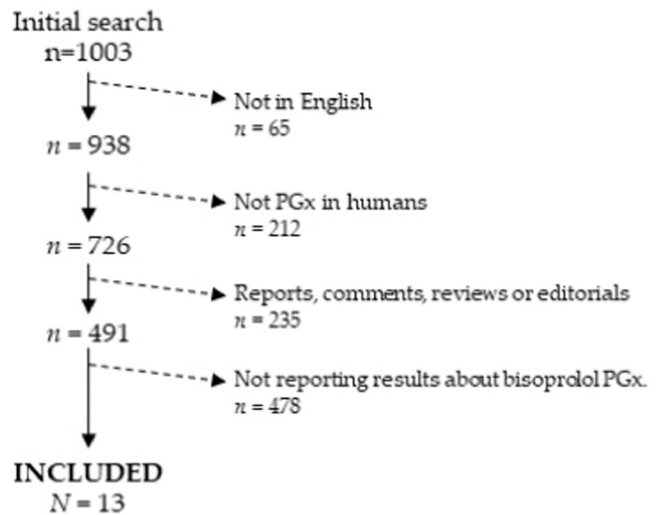 Initial search
n=1003
Not in English
n = 65
n = 938
Not PGx in humans
n = 212
n = 726
Reports, comments, reviews or editorials
n = 235
n = 491
Not reporting results about bisoprolol PGx.
n = 478
INCLUDED
N = 13